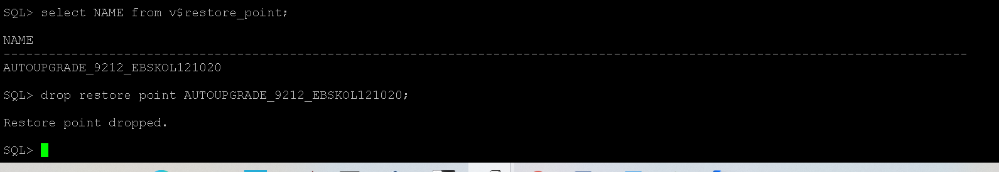 SQL> select NAME from v$restore_point;
NAME
--------------------------------------------------------------------------------------------------------------------------------
AUTOUPGRADE_9212_EBSKOL121020
SQL> drop restore point AUTOUPGRADE_9212_EBSKOL121020;
Restore point dropped.
SQL>